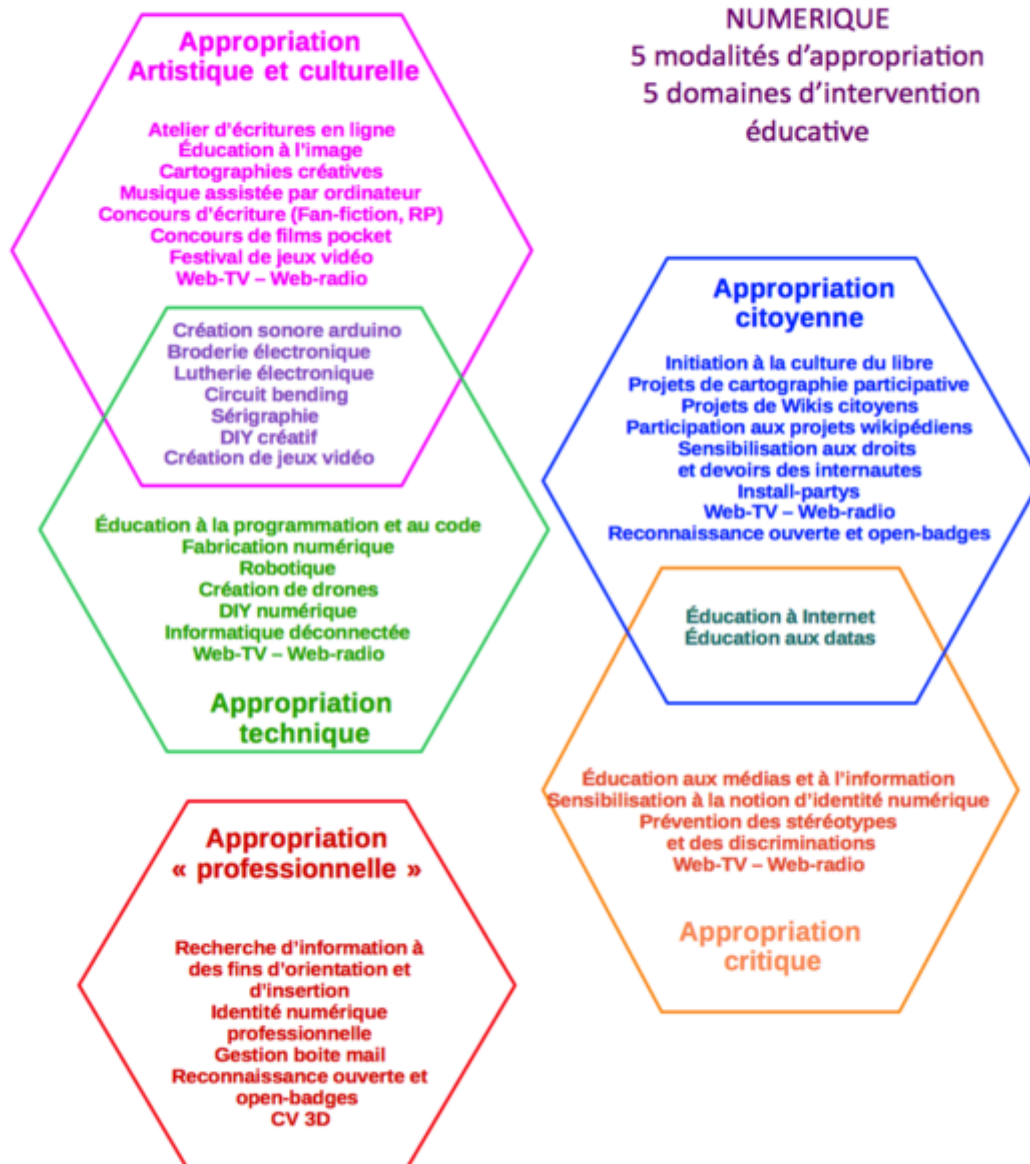 NUMERIQUE
5 modalités d'appropriation
5 domaines d'intervention
éducative
Appropriation
Artistique et culturelle
Atelier d'écritures en ligne
Éducation à l'image
Cartographies créatives
Musique assistée par ordinateur
Concours d'écriture (Fan-fiction, RP)
Concours de films pocket
Festival de jeux vidéo
Web-TV – Web-radio
Création sonore arduino
Broderie électronique
Lutherie électronique
Circuit bending
Sérigraphie
DIY créatif
Création de jeux vidéo
Éducation à la programmation et au code
Fabrication numérique
Robotique
Création de drones
DIY numérique
Informatique déconnectée
Web-TV – Web-radio
Appropriation
technique
Appropriation
citoyenne
Initiation à la culture du libre
Projets de cartographie participative
Projets de Wikis citoyens
Participation aux projets wikipédiens
Sensibilisation aux droits
et devoirs des internautes
Install-partys
Web-TV – Web-radio
Reconnaissance ouverte et open-badges
Éducation à Internet
Éducation aux datas
Éducation aux médias et à l'information
Sensibilisation à la notion d'identité numérique
Prévention des stéréotypes
et des discriminations
Web-TV – Web-radio
Appropriation
critique
Appropriation
« professionnelle »
Recherche d'information à
des fins d'orientation et
d'insertion
Identité numérique
professionnelle
Gestion boite mail
Reconnaissance ouverte et
open-badges
CV 3D